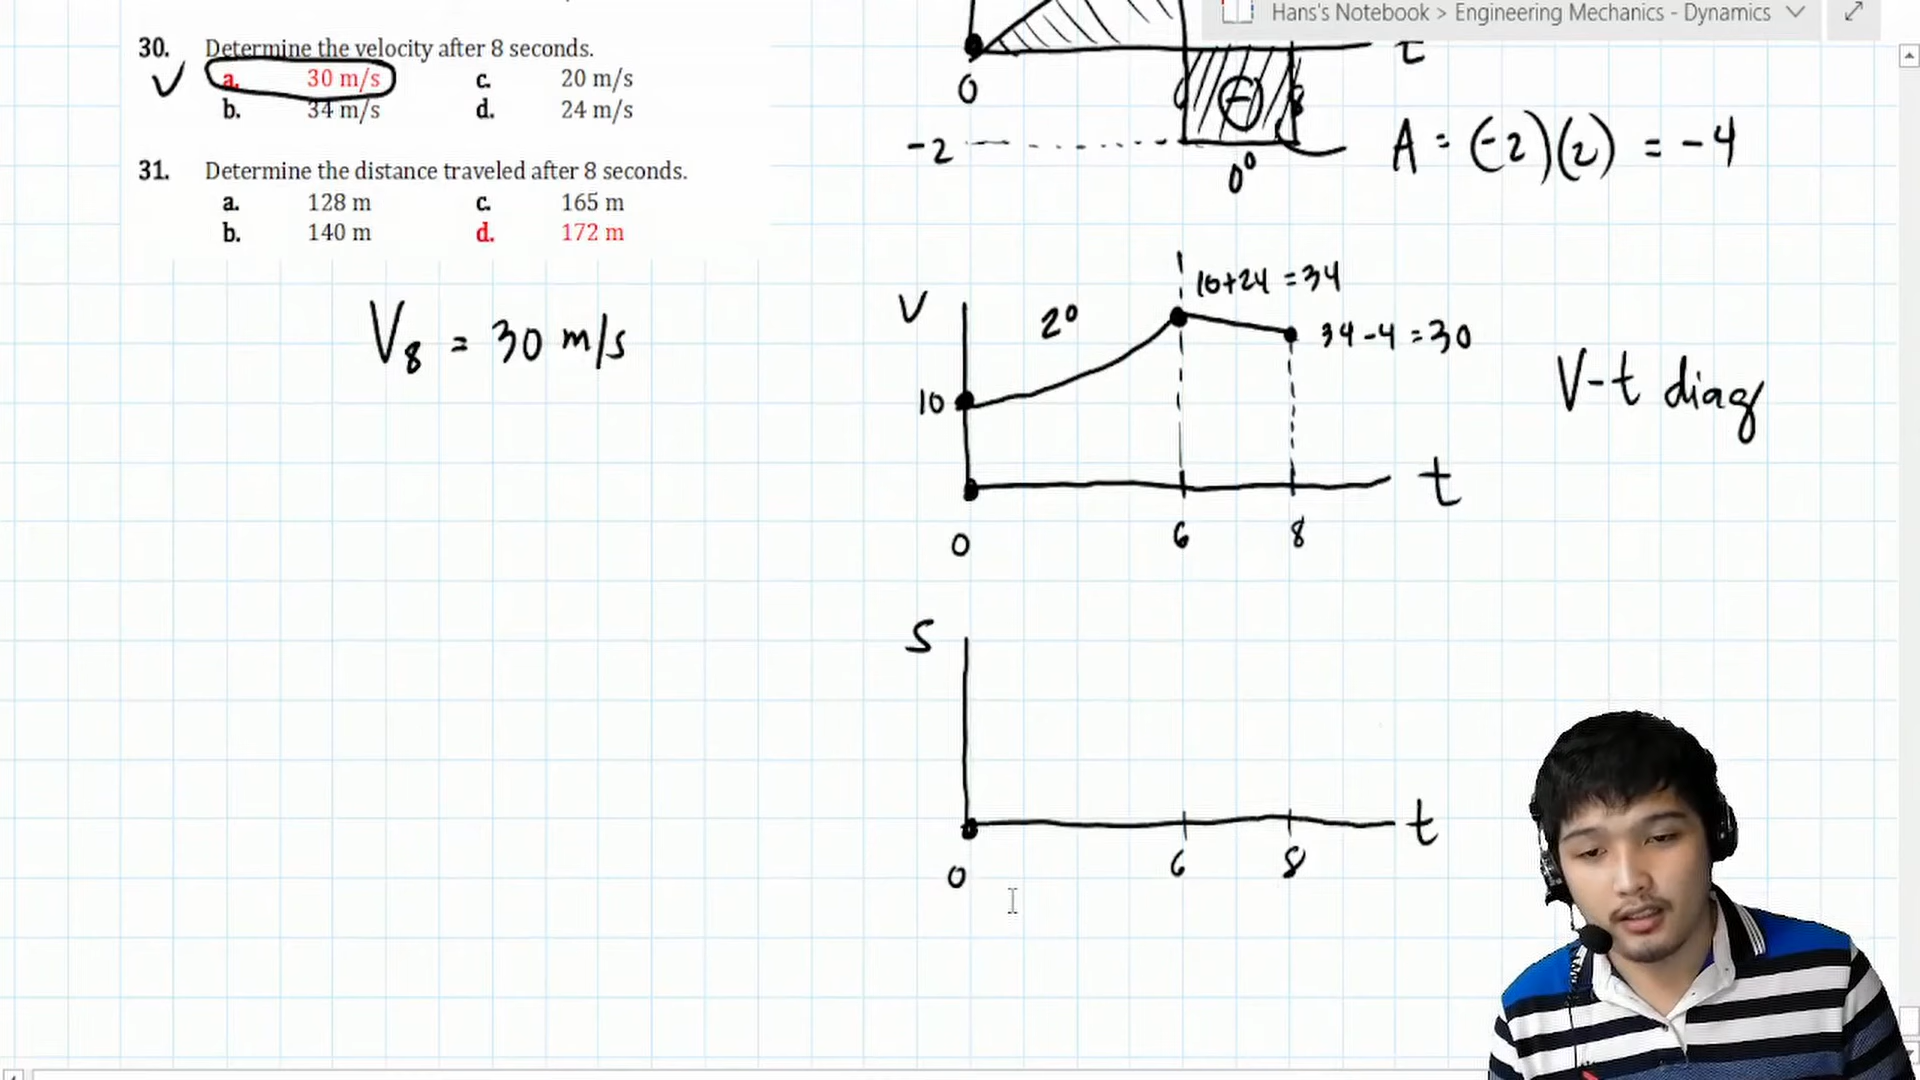 Hans's Notebook > Engineering Mechanics - Dynamics
30. Determine the velocity after 8 seconds.
V
a. 30 m/s c. 20 m/s
b. 34 m/s d. 24 m/s
31. Determine the distance traveled after 8 seconds.
a. 128 m c. 165 m
b. 140 m d. 172 m
V8 = 30 m/s
t
0
6
8
-
-2
0°
A = (-2)(2) = -4
V
2°
10+24 = 34
34-4 = 30
10
V-t diag
t
0 6 8
S
t
0 6 8